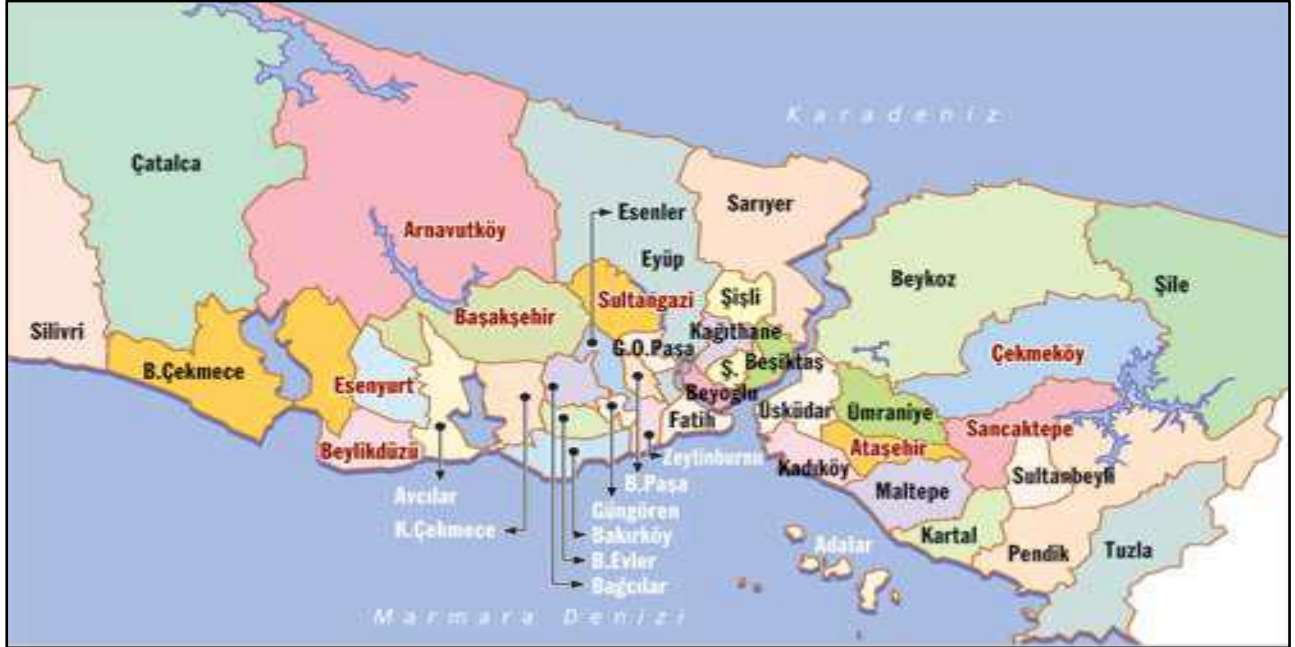 Karadeniz
Çatalca
Sarıyer
Esenler
Arnavutköy
Eyüp
Beykoz
Şile
Şişli
Sultangazi
Başakşehir
Silivri
Kağıthane
G.O.Paşa
Beşiktaş
Çekmeköy
B.Çekmece
Ş.
Esenyurt
Beyoğlu
Üsküdar
Ümraniye
Fatih
Sancaktepe
Beylikdüzü
Ataşehir
Zeytinburnu
Kadıköy
Sultanbeyli
B.Paşa
Maltepe
Avcılar
Güngören
K.Çekmece
Bakırköy
Kartal
Adalar
Pendik
Tuzla
B.Evler
Bağcılar
Marmara Denizi